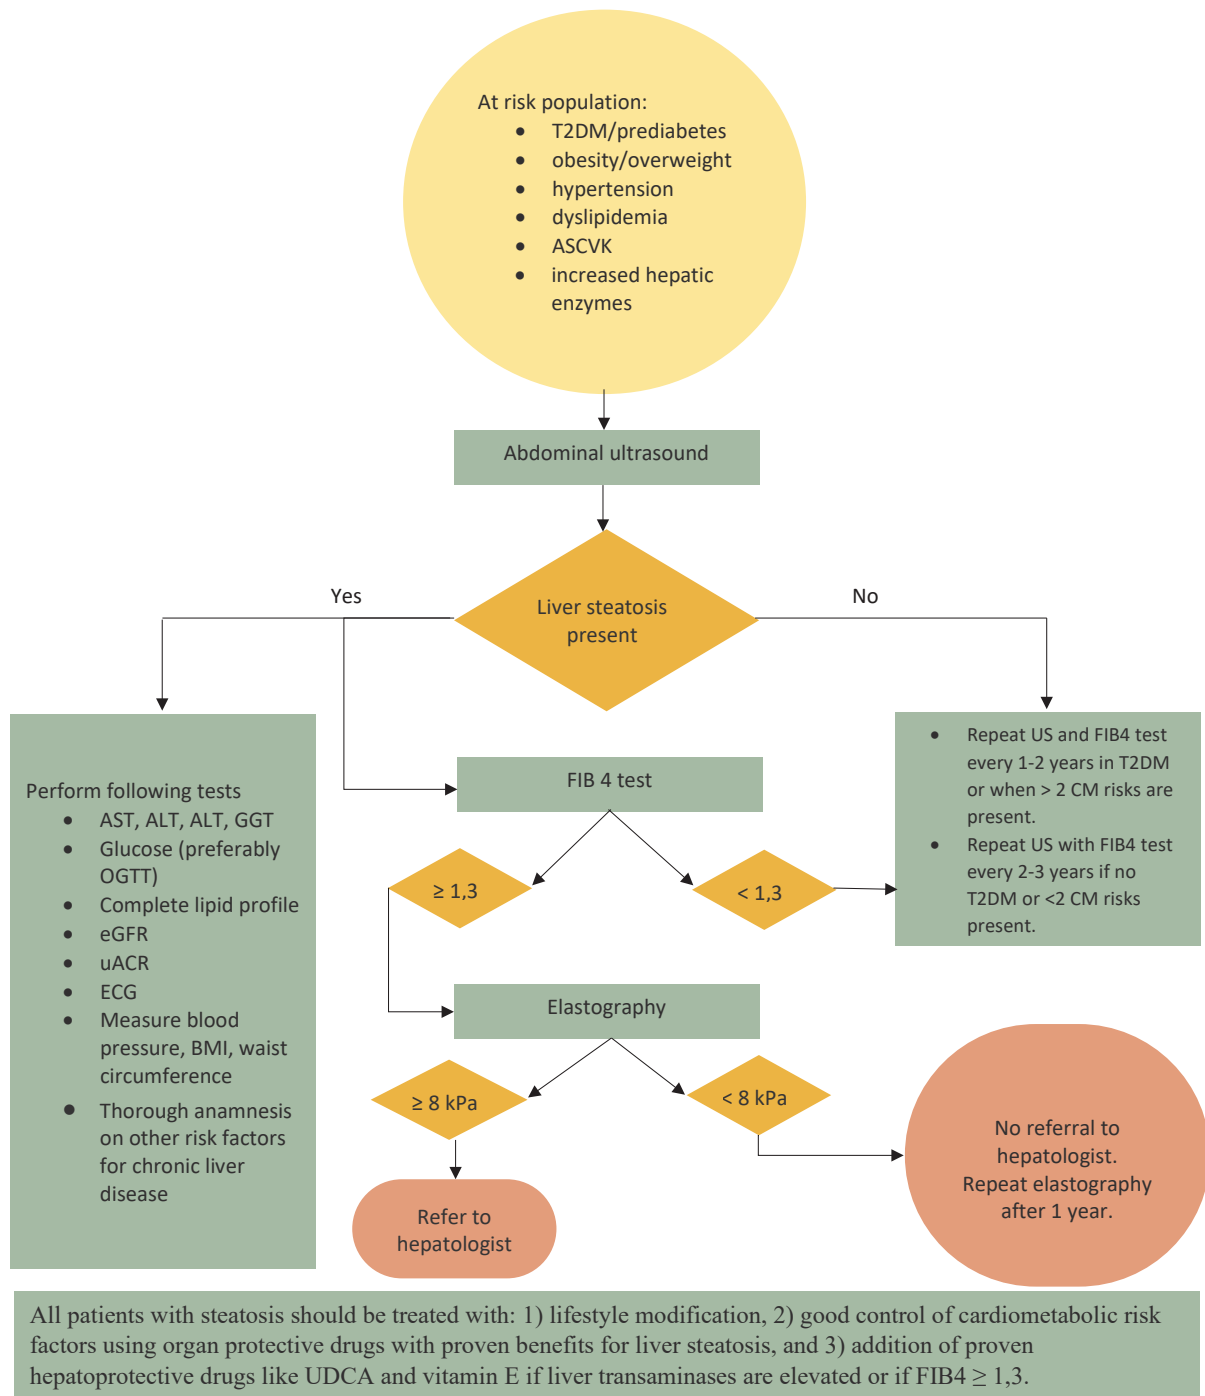 At risk population:
• T2DM/prediabetes
• obesity/overweight
• hypertension
• dyslipidemia
• ASCVK
• increased hepatic
enzymes
Abdominal ultrasound
Liver steatosis
present
Yes
No
Perform following tests
• AST, ALT, ALT, GGT
• Glucose (preferably
OGTT)
• Complete lipid profile
• eGFR
• uACR
• ECG
• Measure blood
pressure, BMI, waist
circumference
• Thorough anamnesis
on other risk factors
for chronic liver
disease
FIB 4 test
≥ 1,3
< 1,3
• Repeat US and FIB4 test
every 1-2 years in T2DM
or when > 2 CM risks are
present.
• Repeat US with FIB4 test
every 2-3 years if no
T2DM or <2 CM risks
present.
Elastography
≥ 8 kPa
< 8 kPa
Refer to
hepatologist
No referral to
hepatologist.
Repeat elastography
after 1 year.
All patients with steatosis should be treated with: 1) lifestyle modification, 2) good control of cardiometabolic risk
factors using organ protective drugs with proven benefits for liver steatosis, and 3) addition of proven
hepatoprotective drugs like UDCA and vitamin E if liver transaminases are elevated or if FIB4 ≥ 1,3.